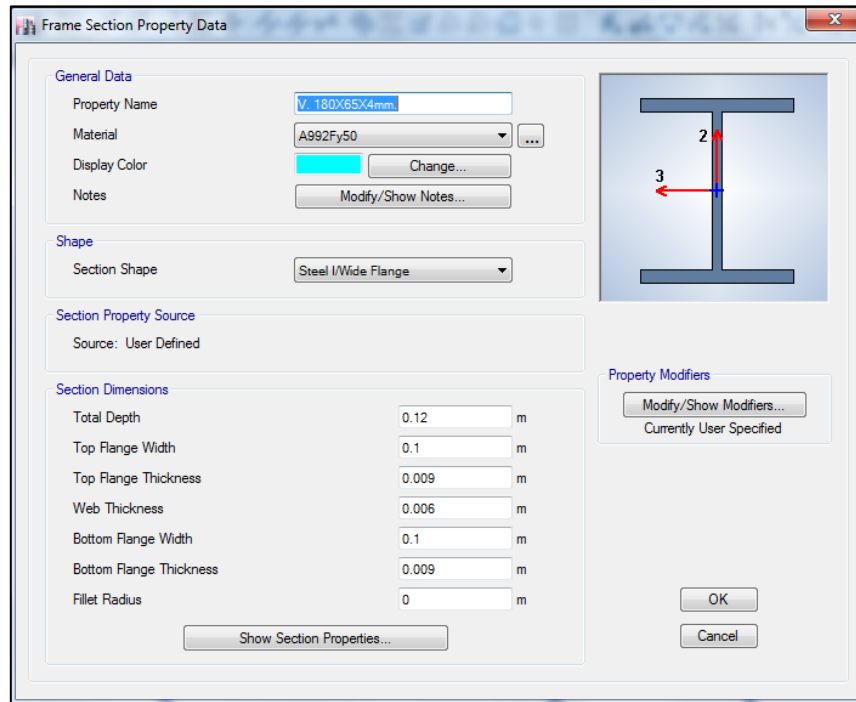 Frame Section Property Data
General Data
Property Name V. 180X65X4mm.
Material A992Fy50 ...
Display Color Change...
Notes Modify/Show Notes...
2
3
Shape
Section Shape Steel I/Wide Flange
Section Property Source
Source: User Defined
Section Dimensions
Total Depth 0.12 m
Top Flange Width 0.1 m
Top Flange Thickness 0.009 m
Web Thickness 0.006 m
Bottom Flange Width 0.1 m
Bottom Flange Thickness 0.009 m
Fillet Radius 0 m
Show Section Properties...
Property Modifiers
Modify/Show Modifiers...
Currently User Specified
OK
Cancel